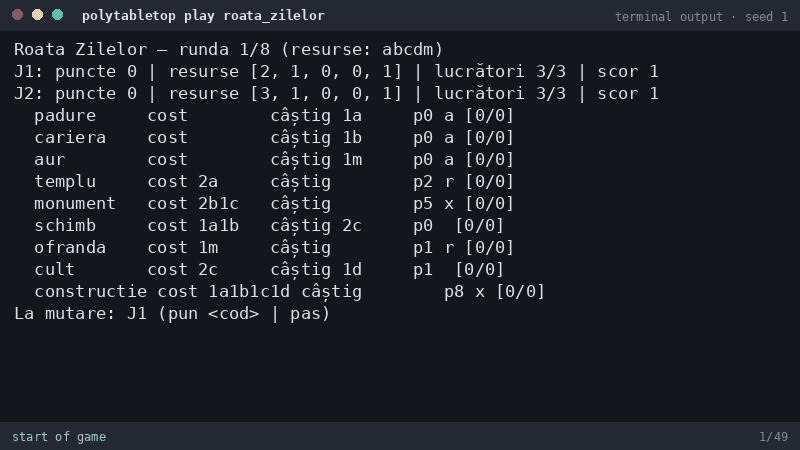 polytabletop play roata_zilelor
terminal output · seed 1
Roata Zilelor — runda 1/8 (resurse: abcdm)
J1: puncte 0 | resurse [2, 1, 0, 0, 1] | lucrători 3/3 | scor 1
J2: puncte 0 | resurse [3, 1, 0, 0, 1] | lucrători 3/3 | scor 1
padure cost câștig 1a p0 a [0/0]
cariera cost câștig 1b p0 a [0/0]
aur cost câștig 1m p0 a [0/0]
templu cost 2a câștig p2 r [0/0]
monument cost 2b1c câștig p5 x [0/0]
schimb cost 1a1b câștig 2c p0 [0/0]
ofranda cost 1m câștig p1 r [0/0]
cult cost 2c câștig 1d p1 [0/0]
constructie cost 1a1b1c1d câștig p8 x [0/0]
La mutare: J1 (pun <cod> | pas)
start of game
1/49